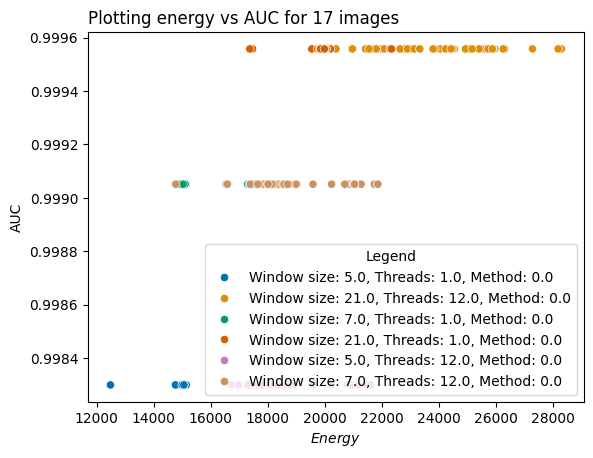 Plotting energy vs AUC for 17 images
0.9996
0.9994
0.9992
0.9990
0.9988
0.9986
0.9984
AUC
Legend
Window size: 5.0, Threads: 1.0, Method: 0.0
Window size: 21.0, Threads: 12.0, Method: 0.0
Window size: 7.0, Threads: 1.0, Method: 0.0
Window size: 21.0, Threads: 1.0, Method: 0.0
Window size: 5.0, Threads: 12.0, Method: 0.0
Window size: 7.0, Threads: 12.0, Method: 0.0
12000 14000 16000 18000 20000 22000 24000 26000 28000
Energy